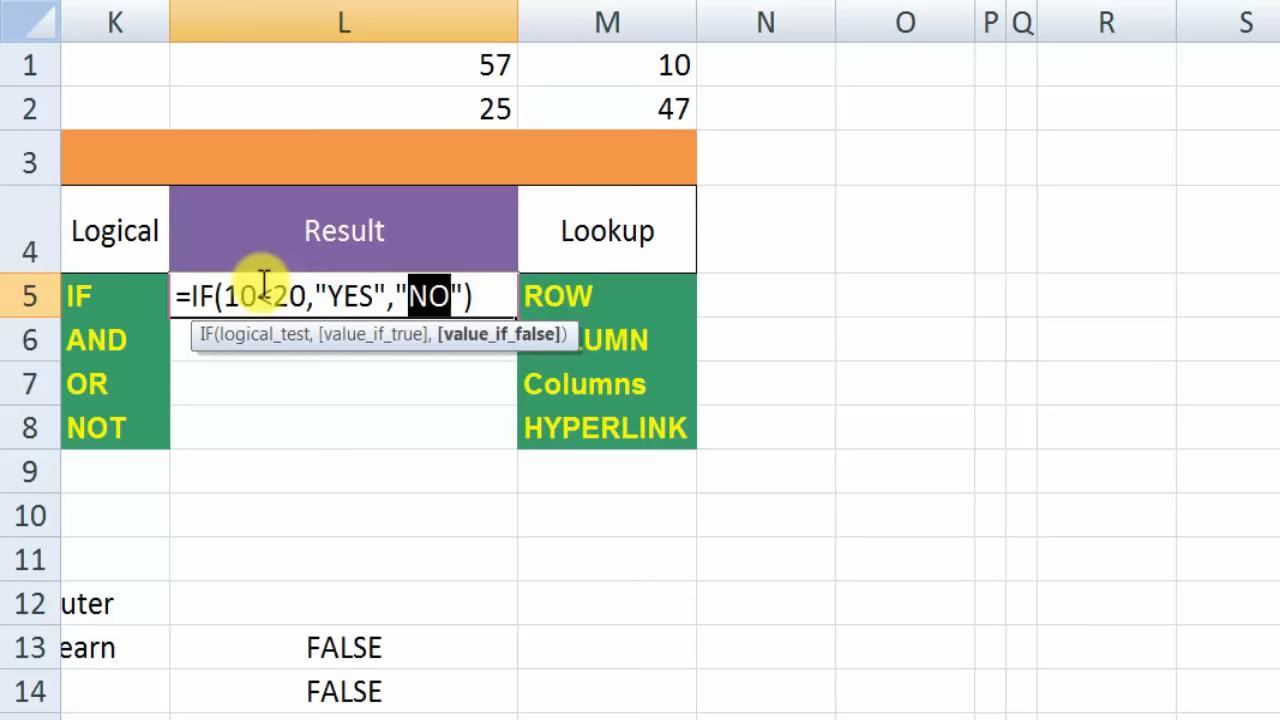 K L M N O P Q R S
1 57 10
2 25 47
3
4 Logical Result Lookup
5 IF =IF(10<20,"YES","NO") ROW
IF(logical_test, [value_if_true], [value_if_false])
6 AND LUMN
7 OR Columns
8 NOT HYPERLINK
9
10
11
12 uter
13 earn FALSE
14 FALSE